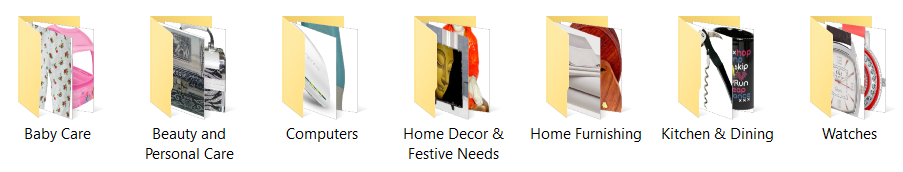 Baby Care
Beauty and
Personal Care
Computers
Home Decor &
Festive Needs
Home Furnishing
Kitchen & Dining
Watches